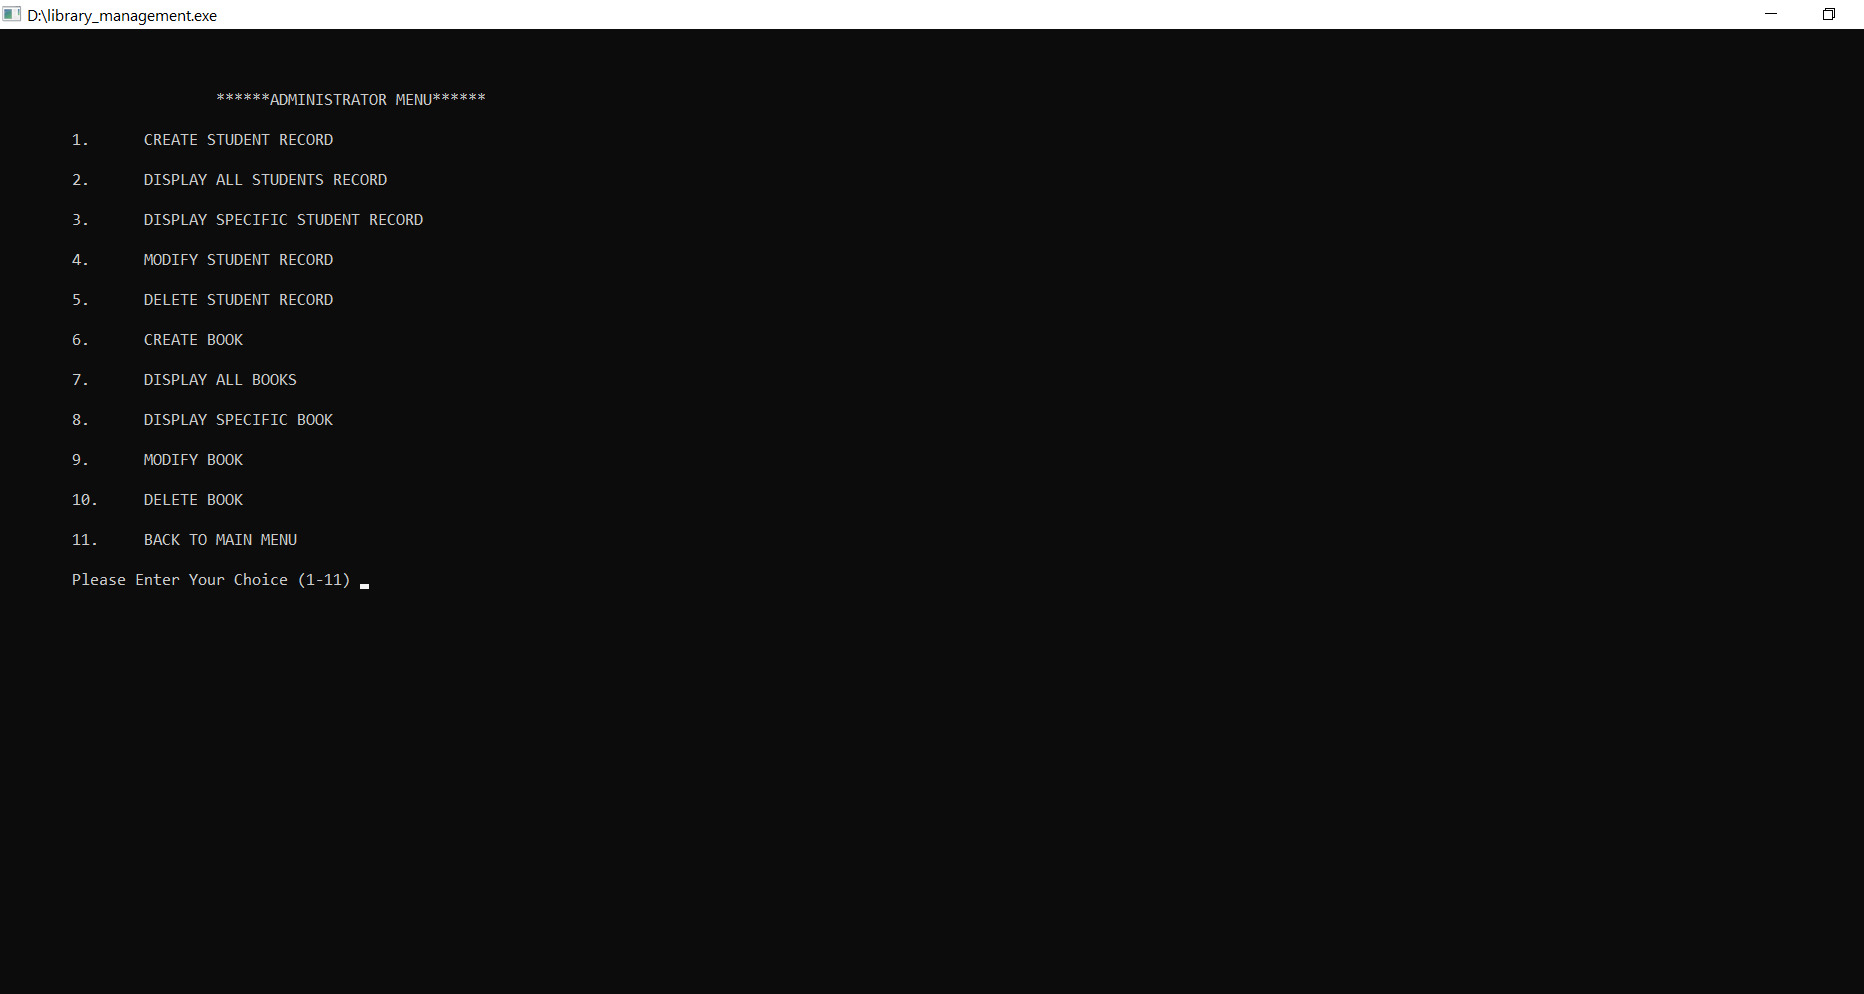 D:\library_management.exe
******ADMINISTRATOR MENU******
1. CREATE STUDENT RECORD
2. DISPLAY ALL STUDENTS RECORD
3. DISPLAY SPECIFIC STUDENT RECORD
4. MODIFY STUDENT RECORD
5. DELETE STUDENT RECORD
6. CREATE BOOK
7. DISPLAY ALL BOOKS
8. DISPLAY SPECIFIC BOOK
9. MODIFY BOOK
10. DELETE BOOK
11. BACK TO MAIN MENU
Please Enter Your Choice (1-11)